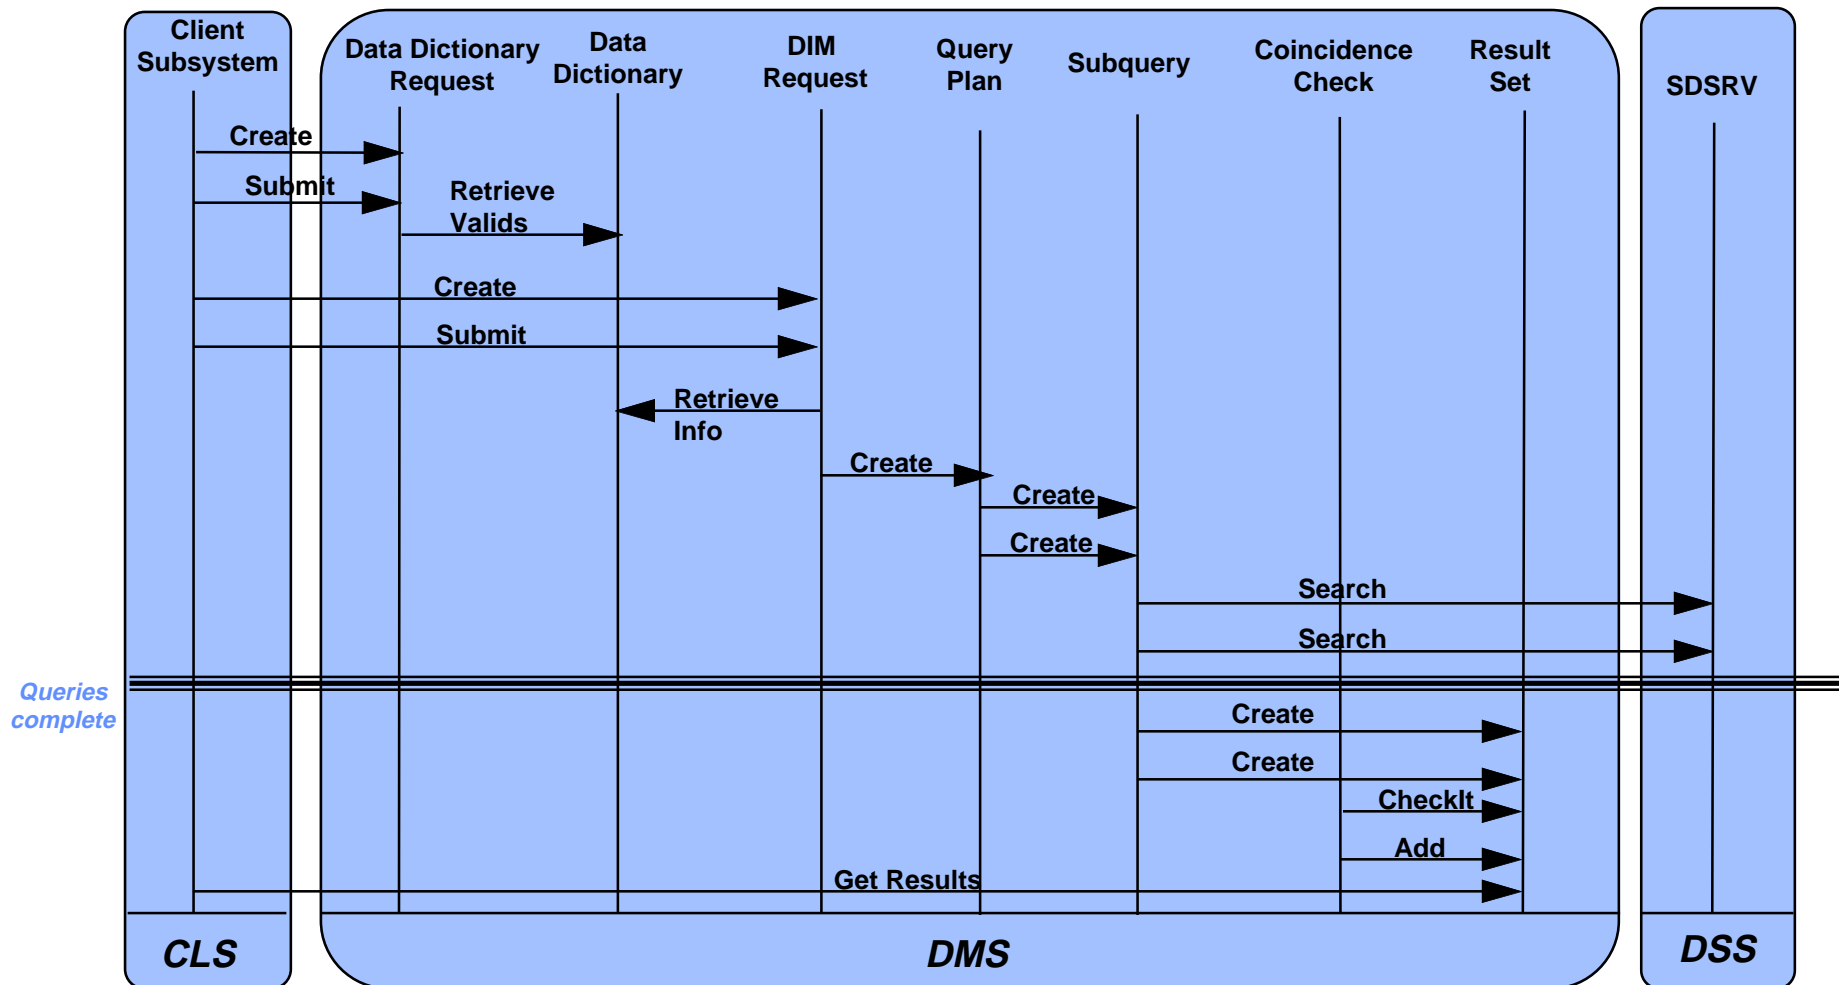 Client
Subsystem
Data Dictionary
Request
Data
Dictionary
DIM
Request
Query
Plan
Subquery
Coincidence
Check
Result
Set
SDSRV
Create
Submit
Retrieve
Valids
Create
Submit
Retrieve
Info
Create
Create
Create
Search
Search
Queries
complete
Create
Create
CheckIt
Add
Get Results
CLS
DMS
DSS